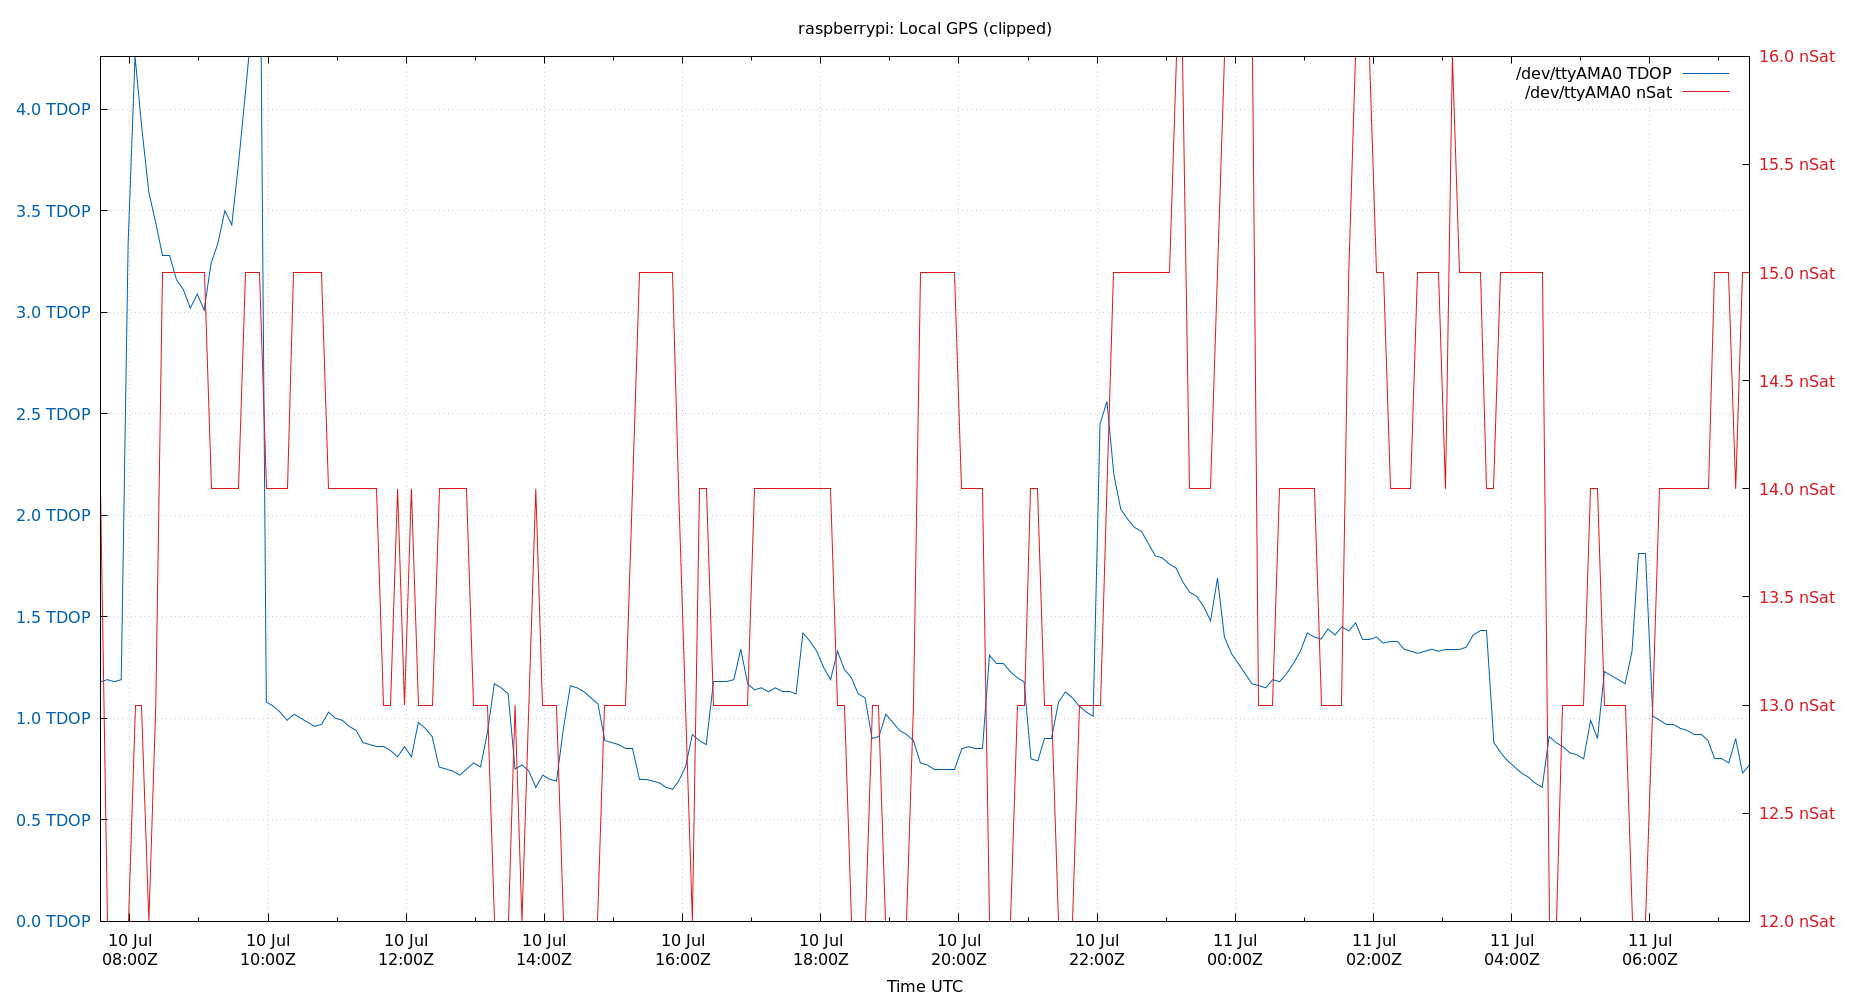 raspberrypi: Local GPS (clipped)
/dev/ttyAMA0 TDOP
/dev/ttyAMA0 nSat
4.0 TDOP
3.5 TDOP
3.0 TDOP
2.5 TDOP
2.0 TDOP
1.5 TDOP
1.0 TDOP
0.5 TDOP
0.0 TDOP
16.0 nSat
15.5 nSat
15.0 nSat
14.5 nSat
14.0 nSat
13.5 nSat
13.0 nSat
12.5 nSat
12.0 nSat
10 Jul 10 Jul 10 Jul 10 Jul 10 Jul 10 Jul 10 Jul 10 Jul 11 Jul 11 Jul 11 Jul 11 Jul
08:00Z 10:00Z 12:00Z 14:00Z 16:00Z 18:00Z 20:00Z 22:00Z 00:00Z 02:00Z 04:00Z 06:00Z
Time UTC